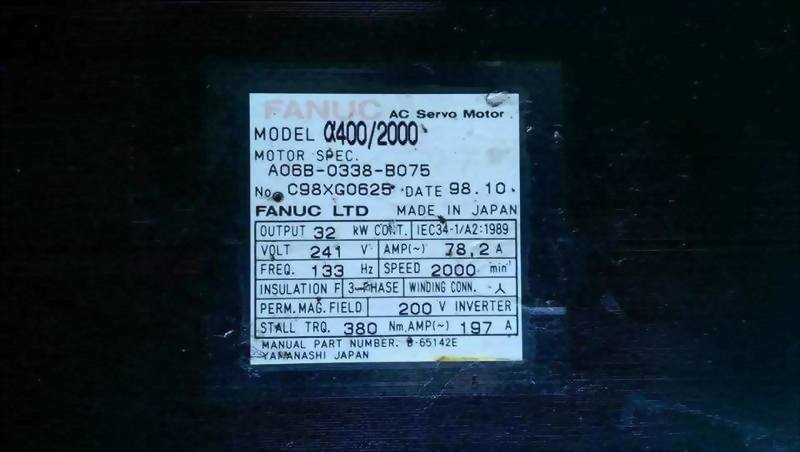 FANUC AC Servo Motor
MODEL α400/2000
MOTOR SPEC.
A06B-0338-B075
No. C98XG0625 DATE 98.10.
FANUC LTD MADE IN JAPAN
OUTPUT 32 kW CONT. IEC34-1/A2:1989
VOLT 241 V AMP(~) 78,2 A
FREQ. 133 Hz SPEED 2000 min⁻¹
INSULATION F 3-PHASE WINDING CONN. 人
PERM.MAG.FIELD 200 V INVERTER
STALL TRQ. 380 Nm,AMP(~) 197 A
MANUAL PART NUMBER. B-65142E
YAMANASHI JAPAN